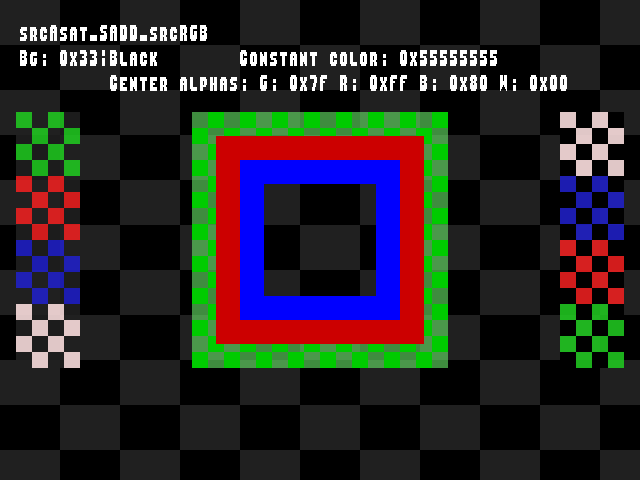 srcAsat_SADD_srcRGB
Bg: 0x33¦Black Constant color: 0x55555555
Center alphas: G: 0x7f R: 0xff B: 0x80 W: 0x00